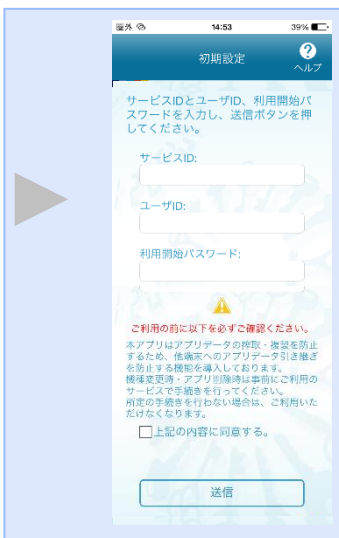 圏外 14:53 39%
初期設定
?
ヘルプ
サービスIDとユーザID、利用開始パ
スワードを入力し、送信ボタンを押
してください。
サービスID:
ユーザID:
利用開始パスワード:
ご利用の前に以下を必ずご確認ください。
本アプリはアプリデータの搾取・複製を防止
するため、他端末へのアプリデータ引き継ぎ
を防止する機能を導入しております。
機種変更時・アプリ削除時は事前にご利用の
サービスで手続きを行ってください。
所定の手続きを行わない場合は、ご利用いた
だけなくなります。
上記の内容に同意する。
送信